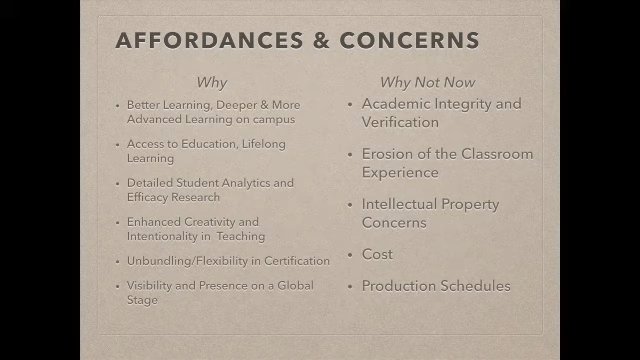 AFFORDANCES & CONCERNS
Why
• Better Learning, Deeper & More
Advanced Learning on campus
• Access to Education, Lifelong
Learning
• Detailed Student Analytics and
Efficacy Research
• Enhanced Creativity and
Intentionality in Teaching
• Unbundling/Flexibility in Certification
• Visibility and Presence on a Global
Stage
Why Not Now
• Academic Integrity and
Verification
• Erosion of the Classroom
Experience
• Intellectual Property
Concerns
• Cost
• Production Schedules